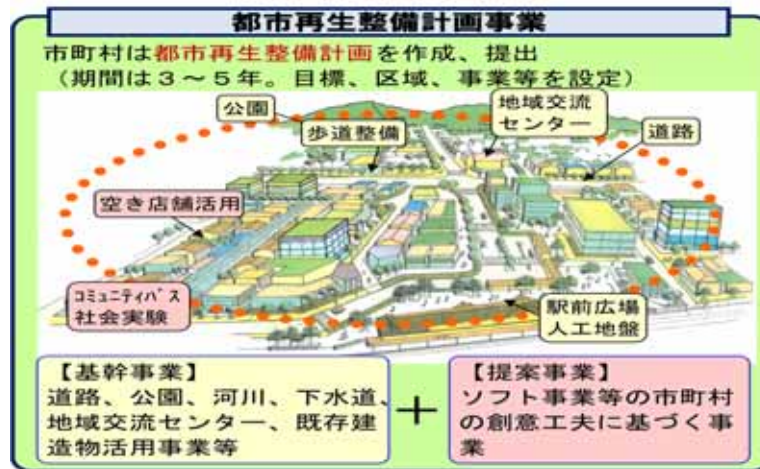 都市再生整備計画事業
市町村は都市再生整備計画を作成、提出
（期間は３～５年。目標、区域、事業等を設定）
公園
歩道整備
地域交流
センター
道路
空き店舗活用
ｺﾐｭﾆﾃｨﾊﾞｽ
社会実験
駅前広場
人工地盤
【基幹事業】
道路、公園、河川、下水道、
地域交流センター、既存建
造物活用事業等
＋
【提案事業】
ソフト事業等の市町村
の創意工夫に基づく事
業